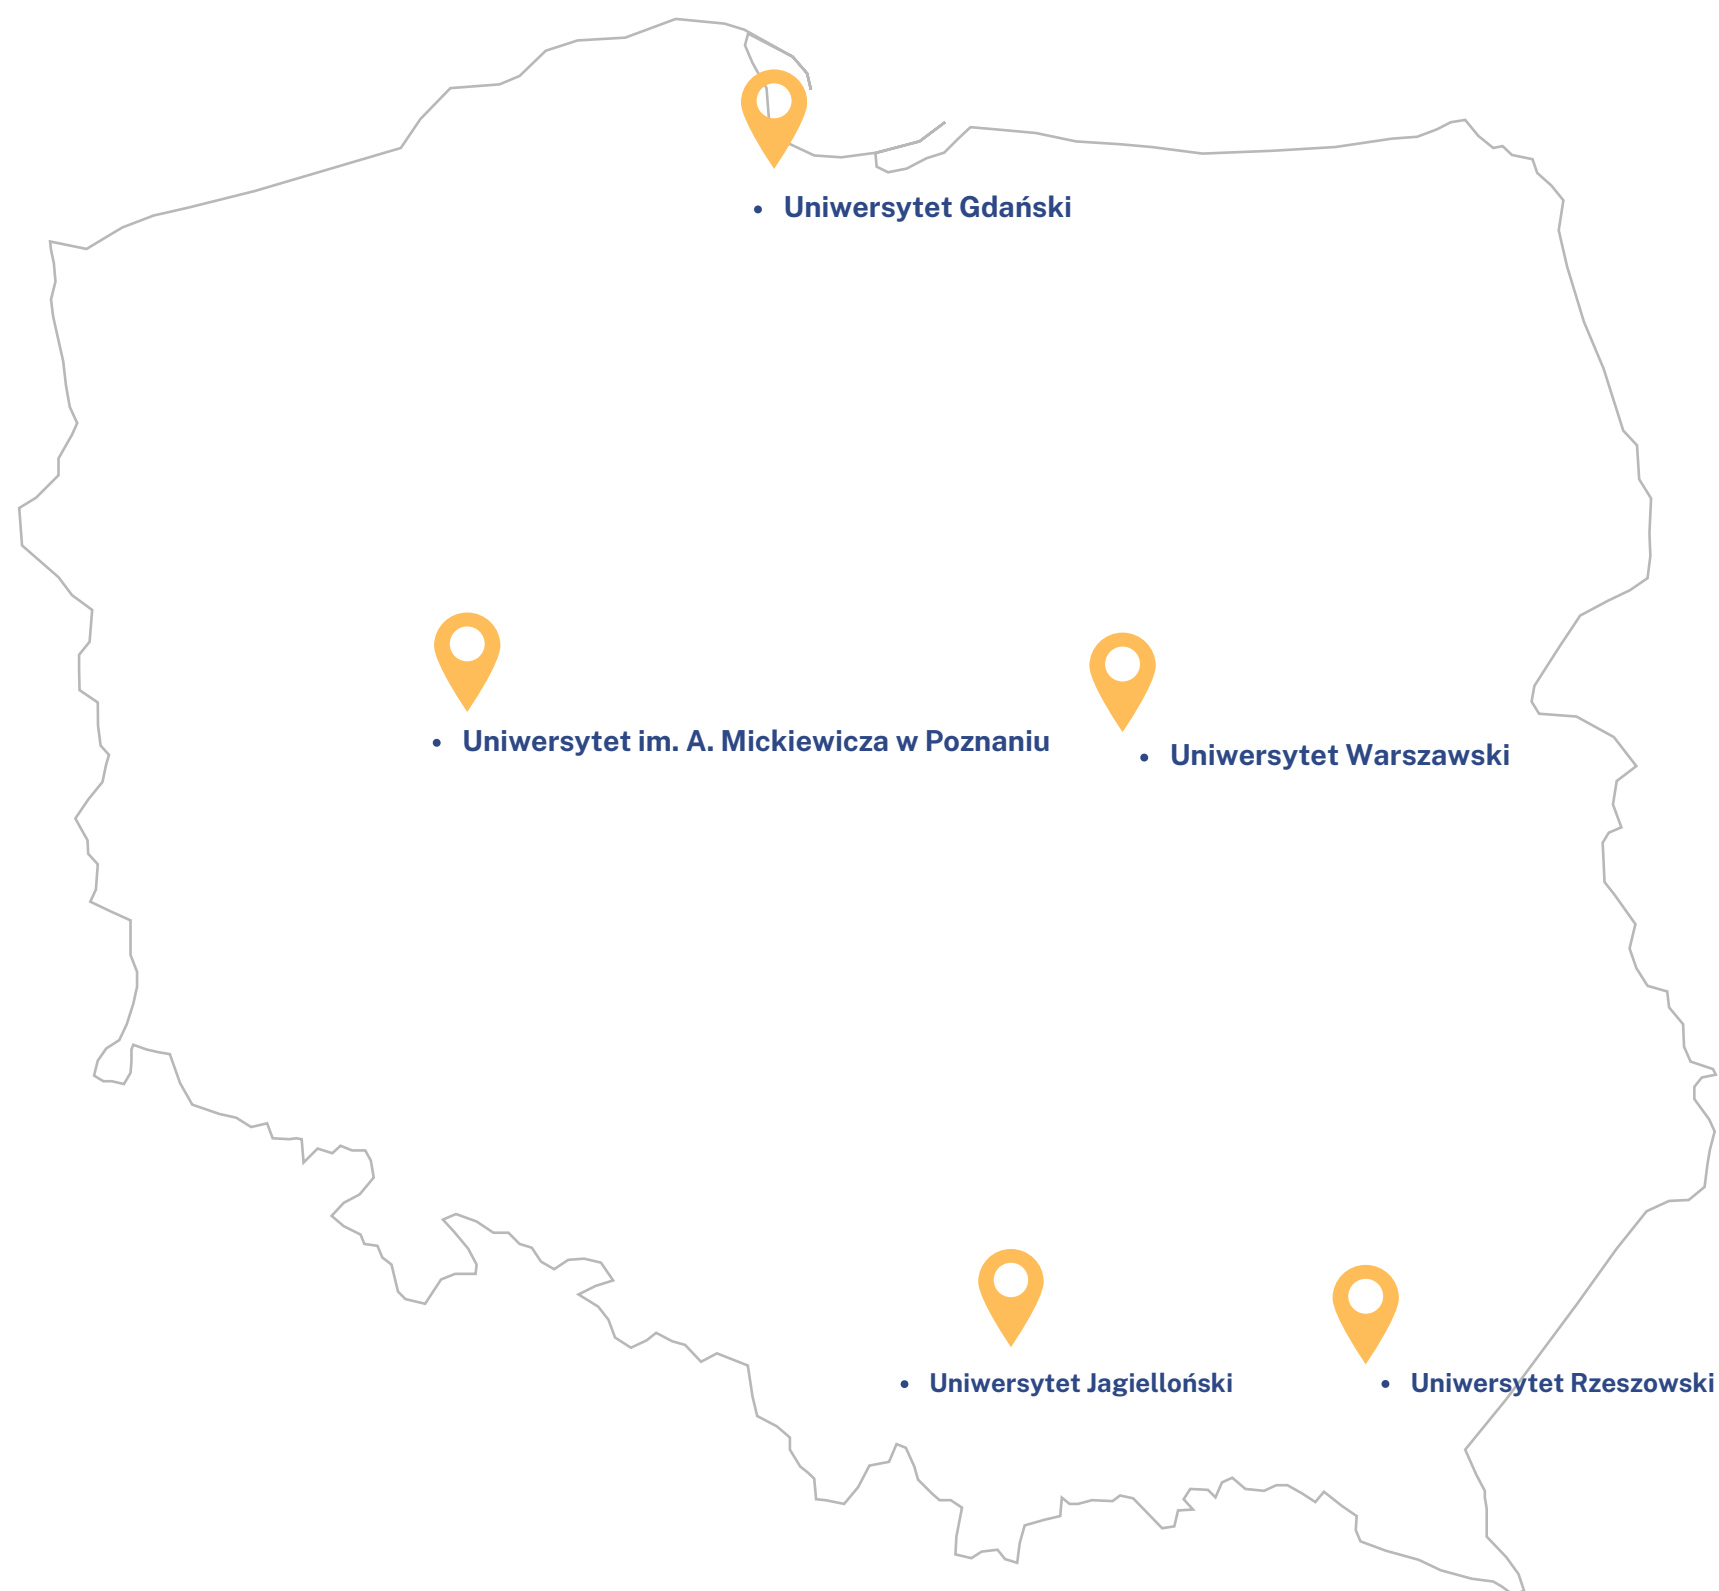 • Uniwersytet Gdański
• Uniwersytet im. A. Mickiewicza w Poznaniu
• Uniwersytet Warszawski
• Uniwersytet Jagielloński
• Uniwersytet Rzeszowski